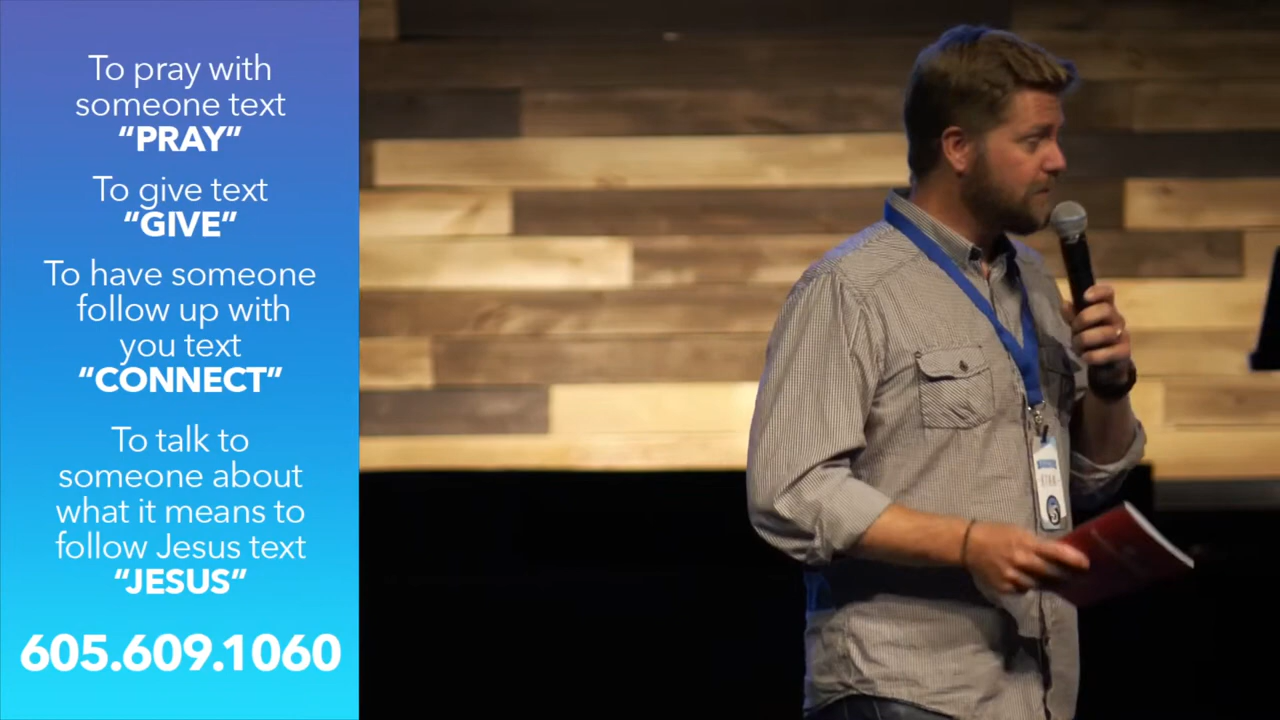 To pray with
someone text
“PRAY”
To give text
“GIVE”
To have someone
follow up with
you text
“CONNECT”
To talk to
someone about
what it means to
follow Jesus text
“JESUS”
605.609.1060